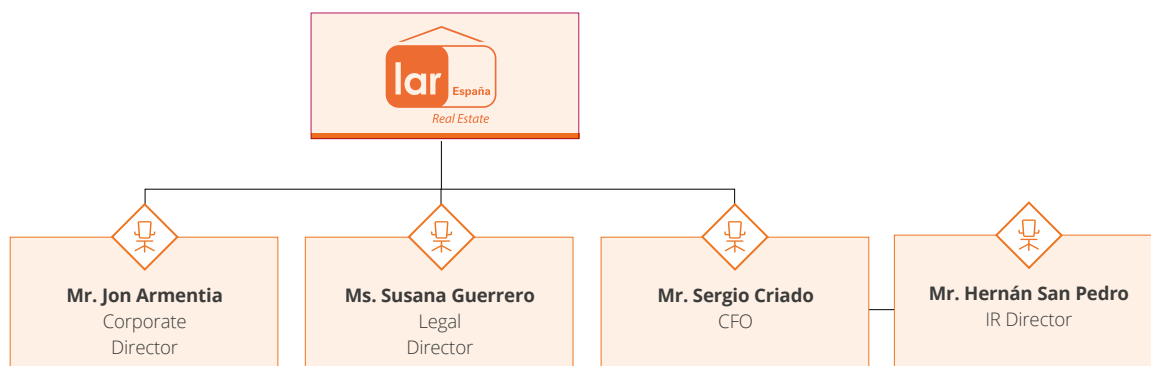 lar
España
Real Estate
Mr. Jon Armentia
Corporate
Director
Ms. Susana Guerrero
Legal
Director
Mr. Sergio Criado
CFO
Mr. Hernán San Pedro
IR Director